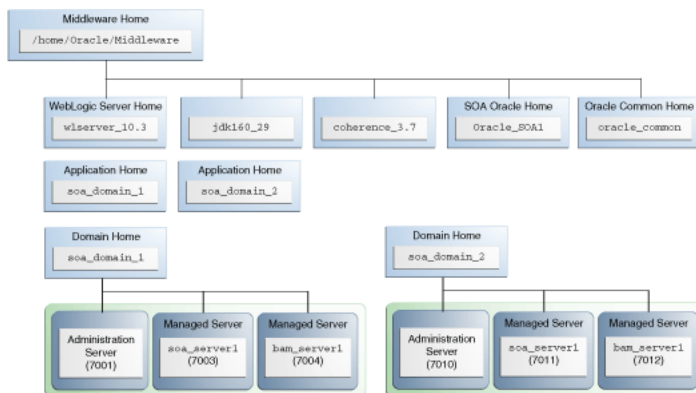 Middleware Home
/home/Oracle/Middleware
WebLogic Server Home
wlserver_10.3
jdk160_29
coherence_3.7
SOA Oracle Home
Oracle_SOA1
Oracle Common Home
oracle_common
Application Home
soa_domain_1
Application Home
soa_domain_2
Domain Home
soa_domain_1
Domain Home
soa_domain_2
Administration
Server
(7001)
Managed Server
soa_server1
(7003)
Managed Server
bam_server1
(7004)
Administration
Server
(7010)
Managed Server
soa_server1
(7011)
Managed Server
bam_server1
(7012)